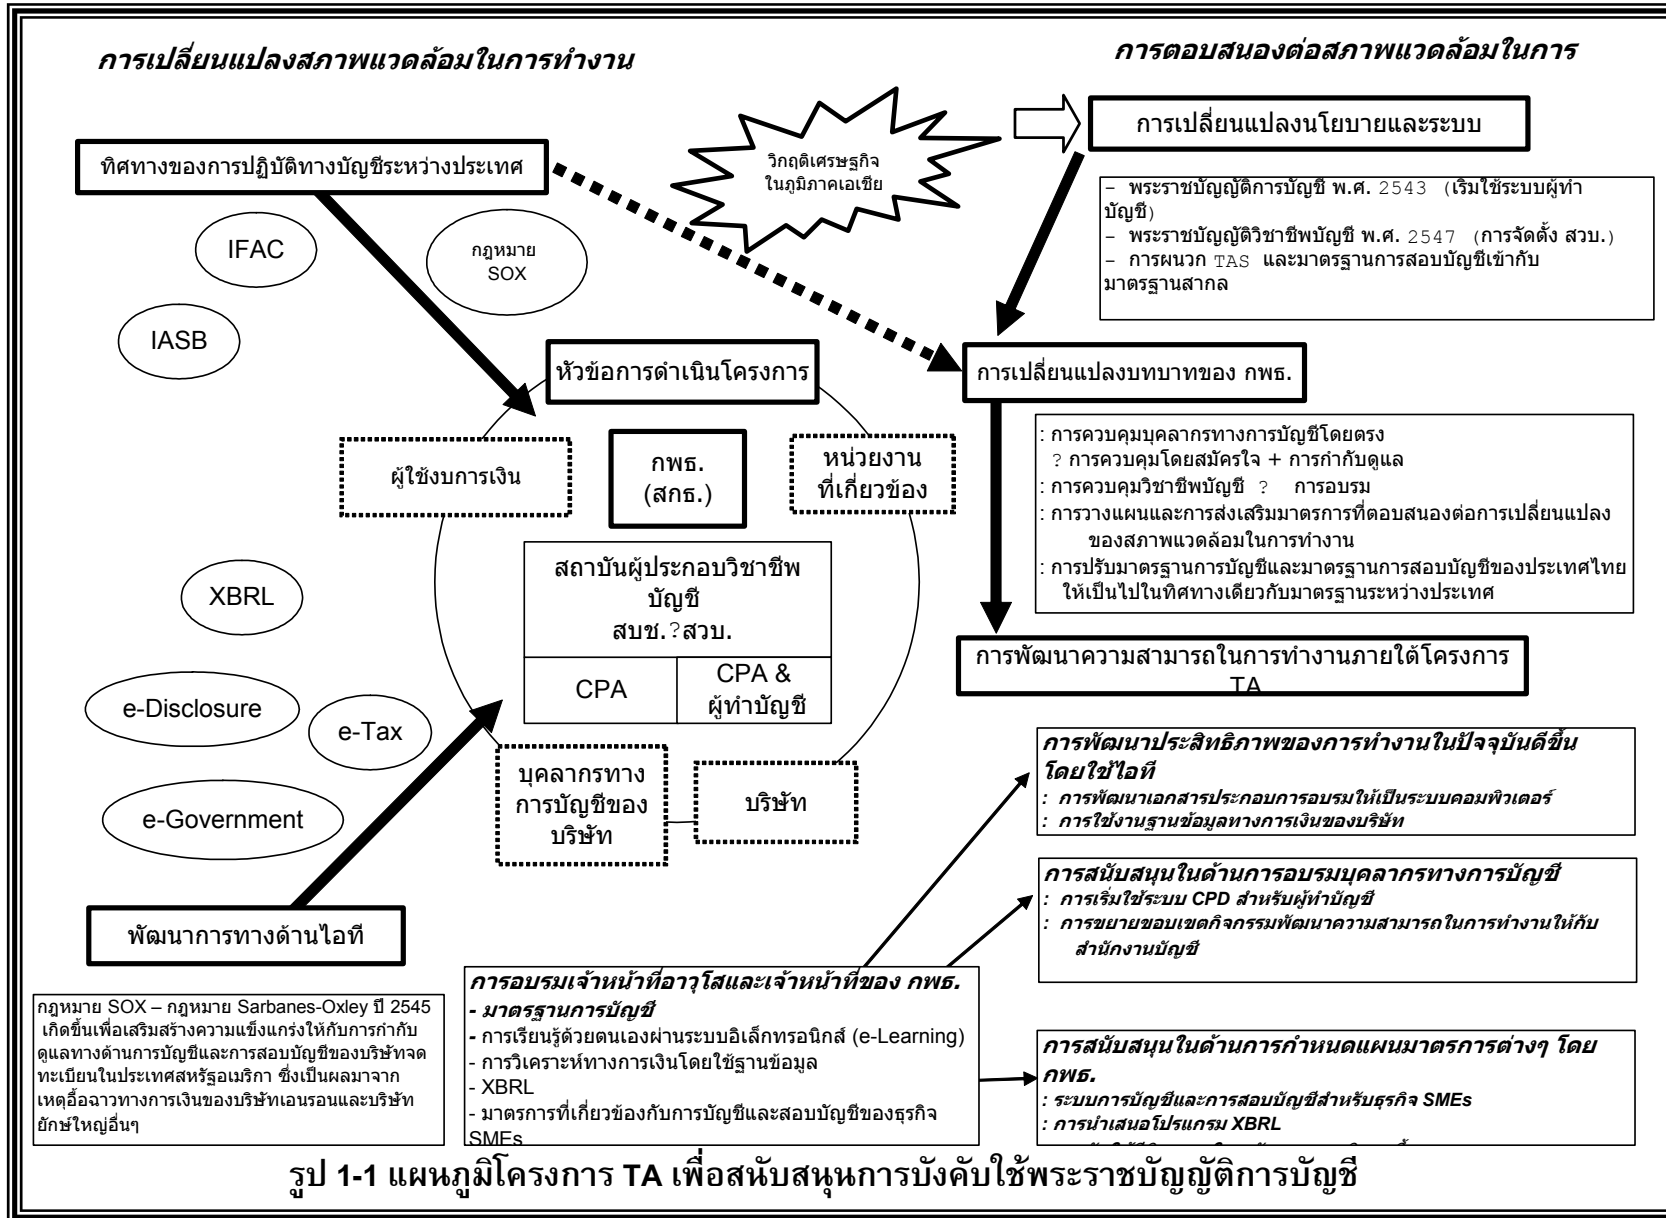 การเปลี่ยนแปลงสภาพแวดล้อมในการทำงาน
การตอบสนองต่อสภาพแวดล้อมในการ
ทิศทางของการปฏิบัติทางบัญชีระหว่างประเทศ
วิกฤติเศรษฐกิจ
ในภูมิภาคเอเชีย
การเปลี่ยนแปลงนโยบายและระบบ
– พระราชบัญญัติการบัญชี พ.ศ. 2543 (เริ่มใช้ระบบผู้ทำ
บัญชี)
– พระราชบัญญัติวิชาชีพบัญชี พ.ศ. 2547 (การจัดตั้ง สวบ.)
– การผนวก TAS และมาตรฐานการสอบบัญชีเข้ากับ
มาตรฐานสากล
IFAC
กฎหมาย
SOX
IASB
หัวข้อการดำเนินโครงการ
การเปลี่ยนแปลงบทบาทของ กพธ.
ผู้ใช้งบการเงิน
กพธ.
(สกธ.)
หน่วยงาน
ที่เกี่ยวข้อง
: การควบคุมบุคลากรทางการบัญชีโดยตรง
? การควบคุมโดยสมัครใจ + การกำกับดูแล
: การควบคุมวิชาชีพบัญชี ? การอบรม
: การวางแผนและการส่งเสริมมาตรการที่ตอบสนองต่อการเปลี่ยนแปลง
ของสภาพแวดล้อมในการทำงาน
: การปรับมาตรฐานการบัญชีและมาตรฐานการสอบบัญชีของประเทศไทย
ให้เป็นไปในทิศทางเดียวกับมาตรฐานระหว่างประเทศ
สถาบันผู้ประกอบวิชาชีพ
บัญชี
สบช.?สวบ.
CPA
CPA &
ผู้ทำบัญชี
XBRL
e-Disclosure
e-Tax
e-Government
การพัฒนาความสามารถในการทำงานภายใต้โครงการ
TA
บุคลากรทาง
การบัญชีของ
บริษัท
บริษัท
การพัฒนาประสิทธิภาพของการทำงานในปัจจุบันดีขึ้น
โดยใช้ไอที
: การพัฒนาเอกสารประกอบการอบรมให้เป็นระบบคอมพิวเตอร์
: การใช้งานฐานข้อมูลทางการเงินของบริษัท
การสนับสนุนในด้านการอบรมบุคลากรทางการบัญชี
: การเริ่มใช้ระบบ CPD สำหรับผู้ทำบัญชี
: การขยายขอบเขตกิจกรรมพัฒนาความสามารถในการทำงานให้กับ
สำนักงานบัญชี
พัฒนาการทางด้านไอที
กฎหมาย SOX – กฎหมาย Sarbanes-Oxley ปี 2545
เกิดขึ้นเพื่อเสริมสร้างความแข็งแกร่งให้กับการกำกับ
ดูแลทางด้านการบัญชีและการสอบบัญชีของบริษัทจด
ทะเบียนในประเทศสหรัฐอเมริกา ซึ่งเป็นผลมาจาก
เหตุอื้อฉาวทางการเงินของบริษัทเอนรอนและบริษัท
ยักษ์ใหญ่อื่นๆ
การอบรมเจ้าหน้าที่อาวุโสและเจ้าหน้าที่ของ กพธ.
- มาตรฐานการบัญชี
- การเรียนรู้ด้วยตนเองผ่านระบบอิเล็กทรอนิกส์ (e-Learning)
- การวิเคราะห์ทางการเงินโดยใช้ฐานข้อมูล
- XBRL
- มาตรการที่เกี่ยวข้องกับการบัญชีและสอบบัญชีของธุรกิจ
SMEs
การสนับสนุนในด้านการกำหนดแผนมาตรการต่างๆ โดย
กพธ.
: ระบบการบัญชีและการสอบบัญชีสำหรับธุรกิจ SMEs
: การนำเสนอโปรแกรม XBRL
รูป 1-1 แผนภูมิโครงการ TA เพื่อสนับสนุนการบังคับใช้พระราชบัญญัติการบัญชี